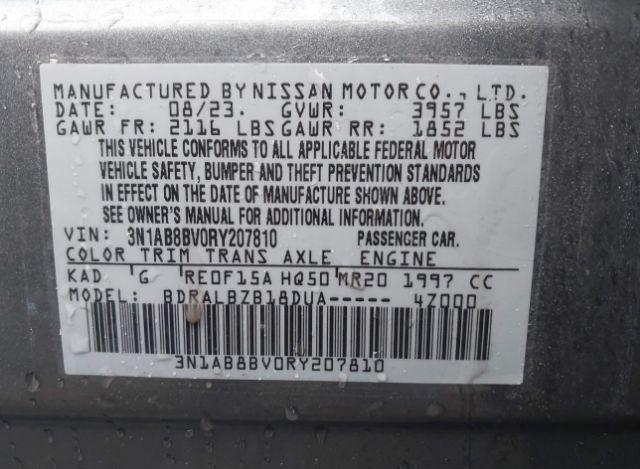 MANUFACTURED BY NISSAN MOTOR CO., LTD.
DATE: 08/23. GVWR: 3957 LBS
GAWR FR: 2116 LBS GAWR RR: 1852 LBS
THIS VEHICLE CONFORMS TO ALL APPLICABLE FEDERAL MOTOR
VEHICLE SAFETY, BUMPER AND THEFT PREVENTION STANDARDS
IN EFFECT ON THE DATE OF MANUFACTURE SHOWN ABOVE.
SEE OWNER'S MANUAL FOR ADDITIONAL INFORMATION.
VIN: 3N1AB8BV0RY207810 PASSENGER CAR.
COLOR TRIM TRANS AXLE ENGINE
KAD G RE0F15A HQ50 MR20 1997 CC
MODEL: BDRALBZB18DUA----- 4Z000
3N1AB8BV0RY207810